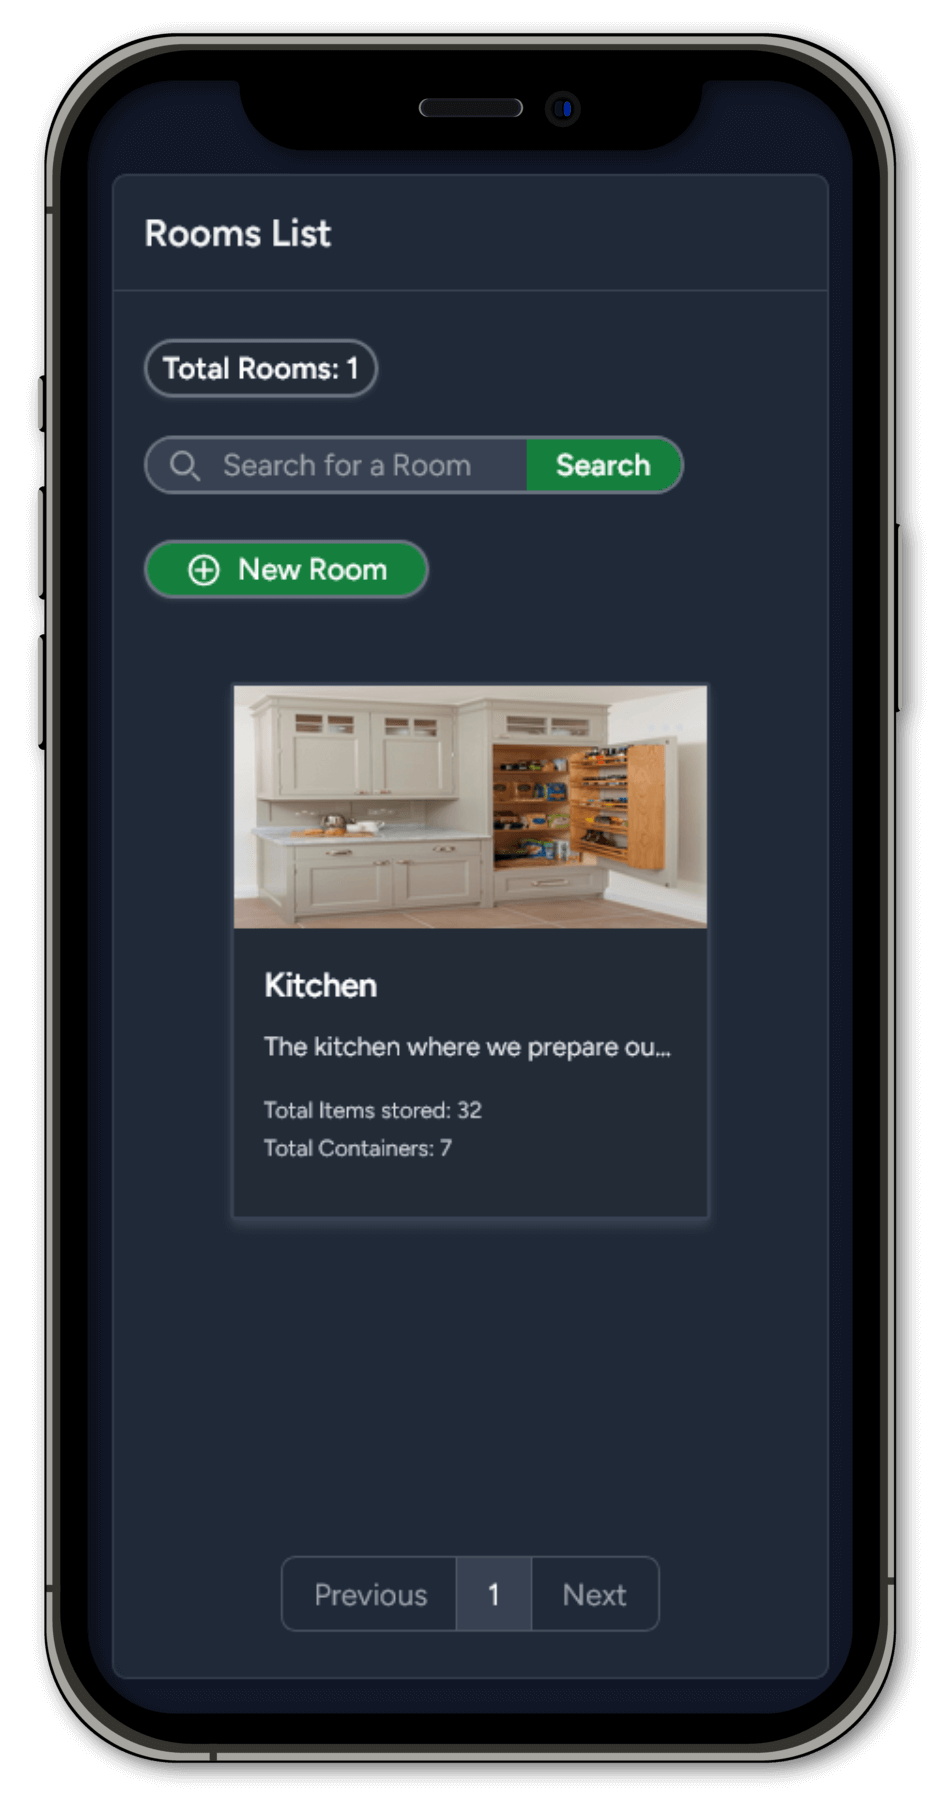 Rooms List
Total Rooms: 1
Search for a Room Search
New Room
Kitchen
The kitchen where we prepare ou...
Total Items stored: 32
Total Containers: 7
Previous 1 Next